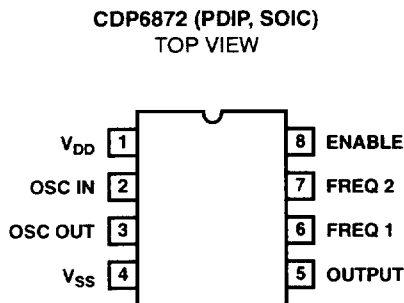 CDP6872 (PDIP, SOIC)
TOP VIEW
VDD 1 8 ENABLE
OSC IN 2 7 FREQ 2
OSC OUT 3 6 FREQ 1
VSS 4 5 OUTPUT